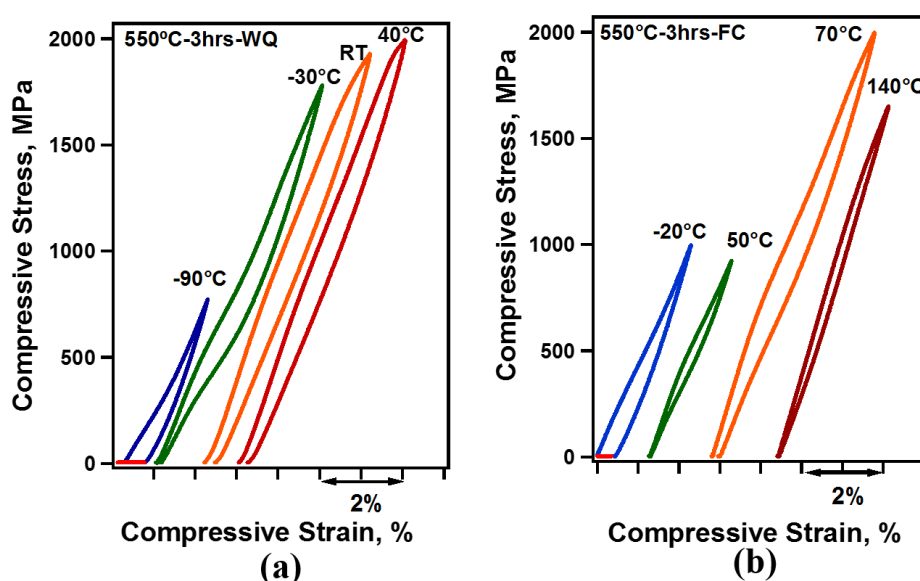 550°C-3hrs-WQ
40°C
RT
-30°C
-90°C
2000
1500
1000
500
0
Compressive Stress, MPa
2%
Compressive Strain, %
(a)
550°C-3hrs-FC
70°C
140°C
-20°C
50°C
2000
1500
1000
500
0
Compressive Stress, MPa
2%
Compressive Strain, %
(b)